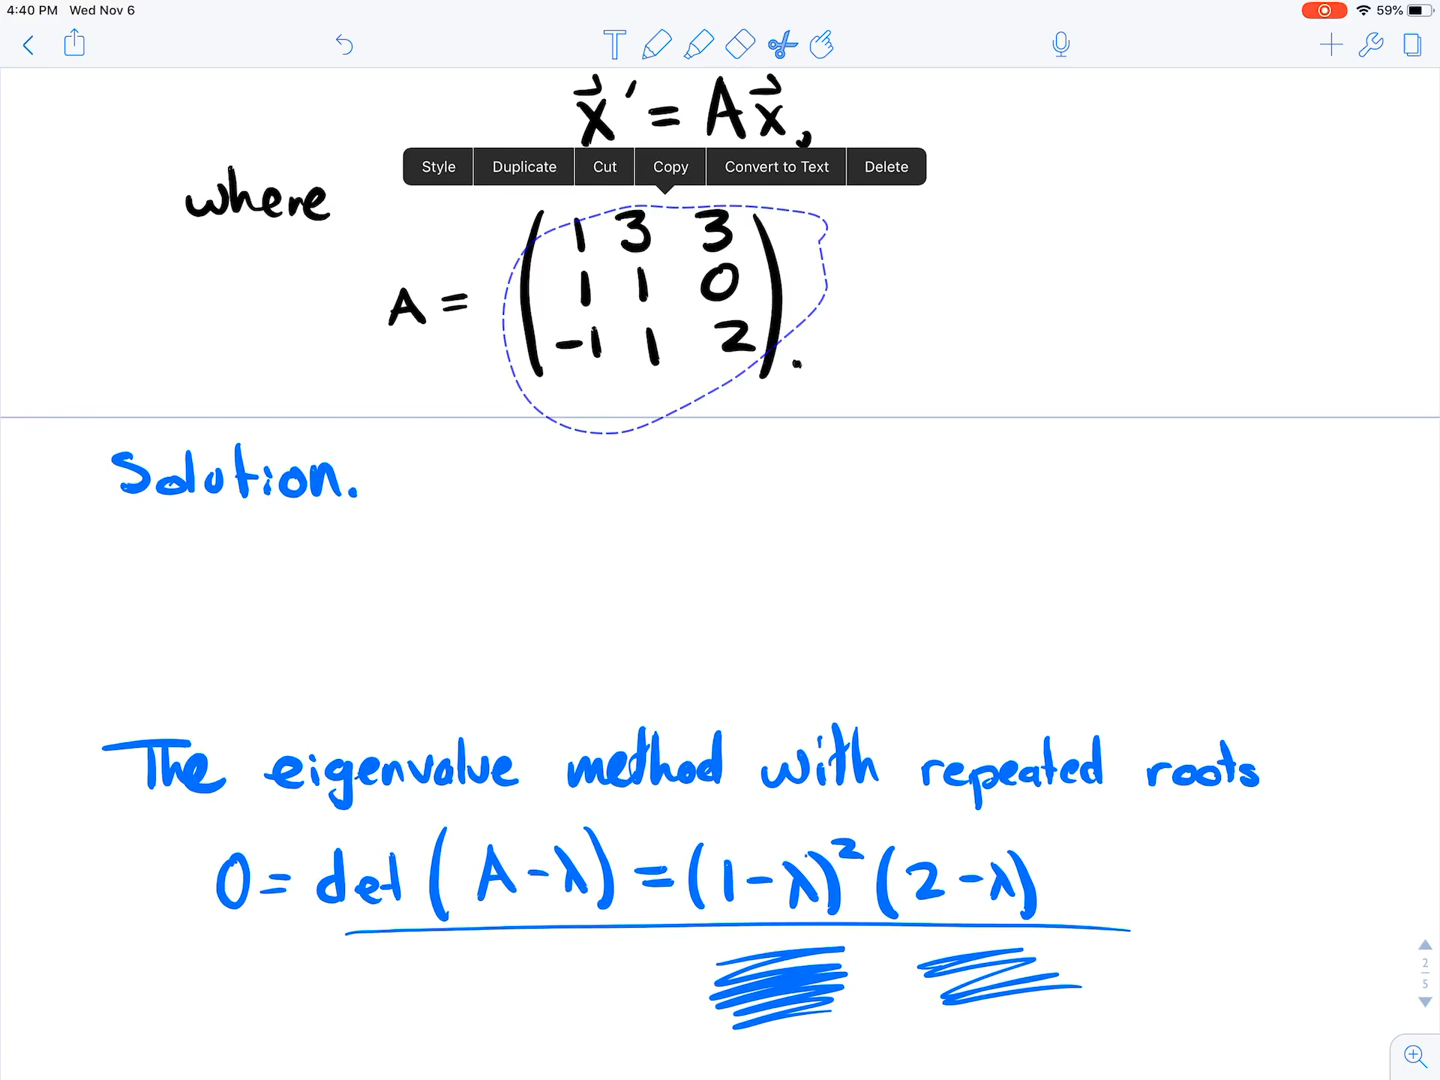 4:40 PM Wed Nov 6 59%
x⃗' = Ax⃗,
Style Duplicate Cut Copy Convert to Text Delete
where
A = ( 1 3 3
1 1 0
-1 1 2 ).
Solution.
The eigenvalue method with repeated roots
0 = det ( A - λ ) = ( 1 - λ )² ( 2 - λ )
2
5